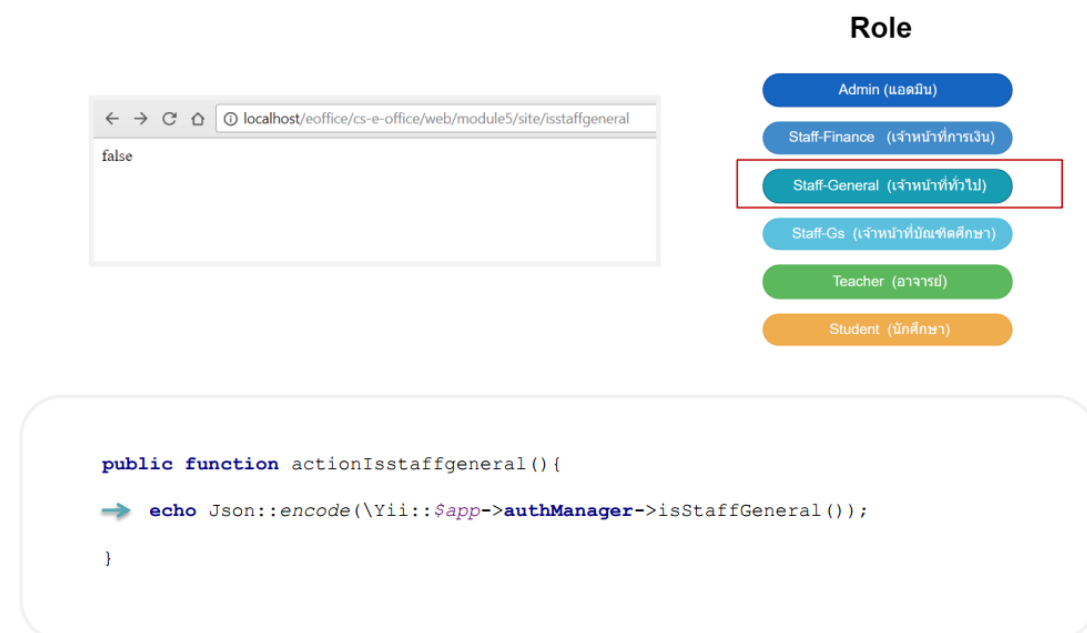 Role
Admin (แอดมิน)
Staff-Finance (เจ้าหน้าที่การเงิน)
Staff-General (เจ้าหน้าที่ทั่วไป)
Staff-Gs (เจ้าหน้าที่บัณฑิตศึกษา)
Teacher (อาจารย์)
Student (นักศึกษา)
localhost/eoffice/cs-e-office/web/module5/site/isstaffgeneral
false
public function actionIsstaffgeneral(){
echo Json::encode(\Yii::$app->authManager->isStaffGeneral());
}